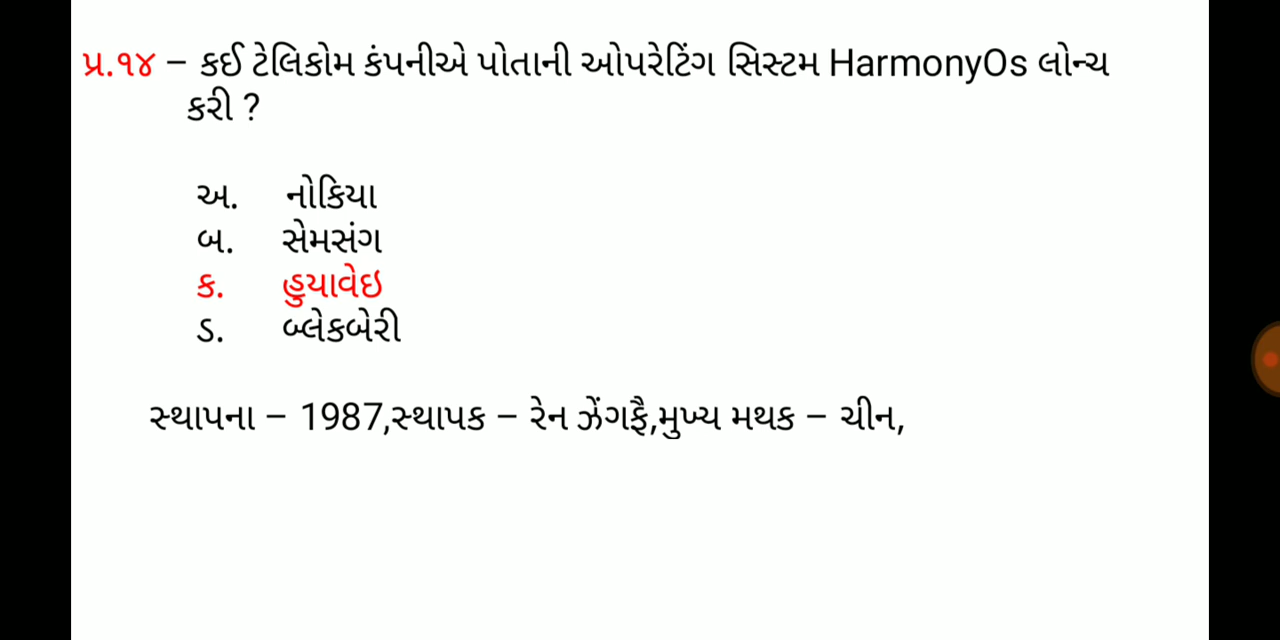 પ્ર.૧૪ – કઈ ટેલિકોમ કંપનીએ પોતાની ઓપરેટિંગ સિસ્ટમ HarmonyOs લોન્ચ
કરી ?
અ. નોકિયા
બ. સેમસંગ
ક. હુયાવેઇ
ડ. બ્લેકબેરી
સ્થાપના – 1987,સ્થાપક – રેન ઝેંગફૈ,મુખ્ય મથક – ચીન,